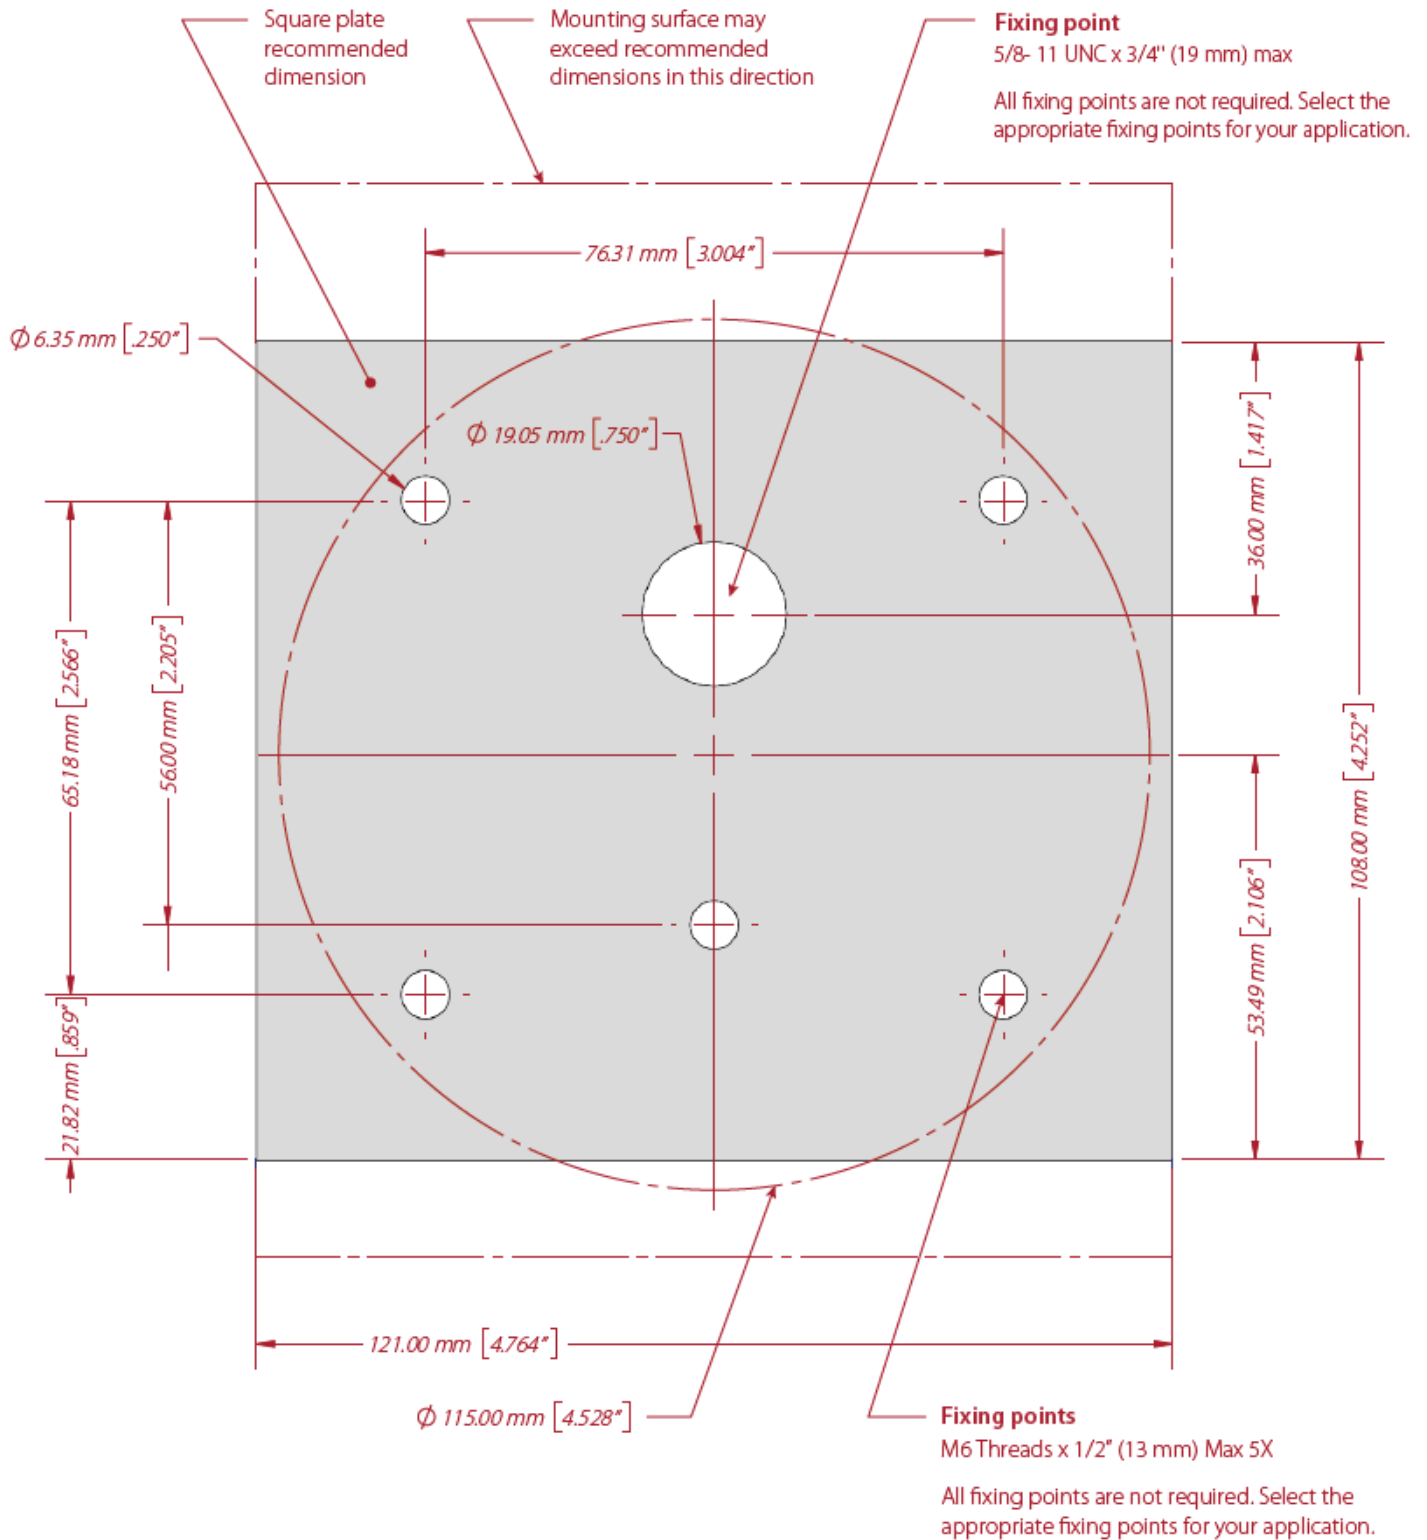 Square plate
recommended
dimension
Mounting surface may
exceed recommended
dimensions in this direction
Fixing point
5/8- 11 UNC x 3/4" (19 mm) max
All fixing points are not required. Select the
appropriate fixing points for your application.
76.31 mm [3.004"]
Ø 6.35 mm [.250"]
Ø 19.05 mm [.750"]
36.00 mm [1.417"]
65.18 mm [2.566"]
56.00 mm [2.205"]
108.00 mm [4.252"]
53.49 mm [2.106"]
21.82 mm [.859"]
121.00 mm [4.764"]
Ø 115.00 mm [4.528"]
Fixing points
M6 Threads x 1/2" (13 mm) Max 5X
All fixing points are not required. Select the
appropriate fixing points for your application.